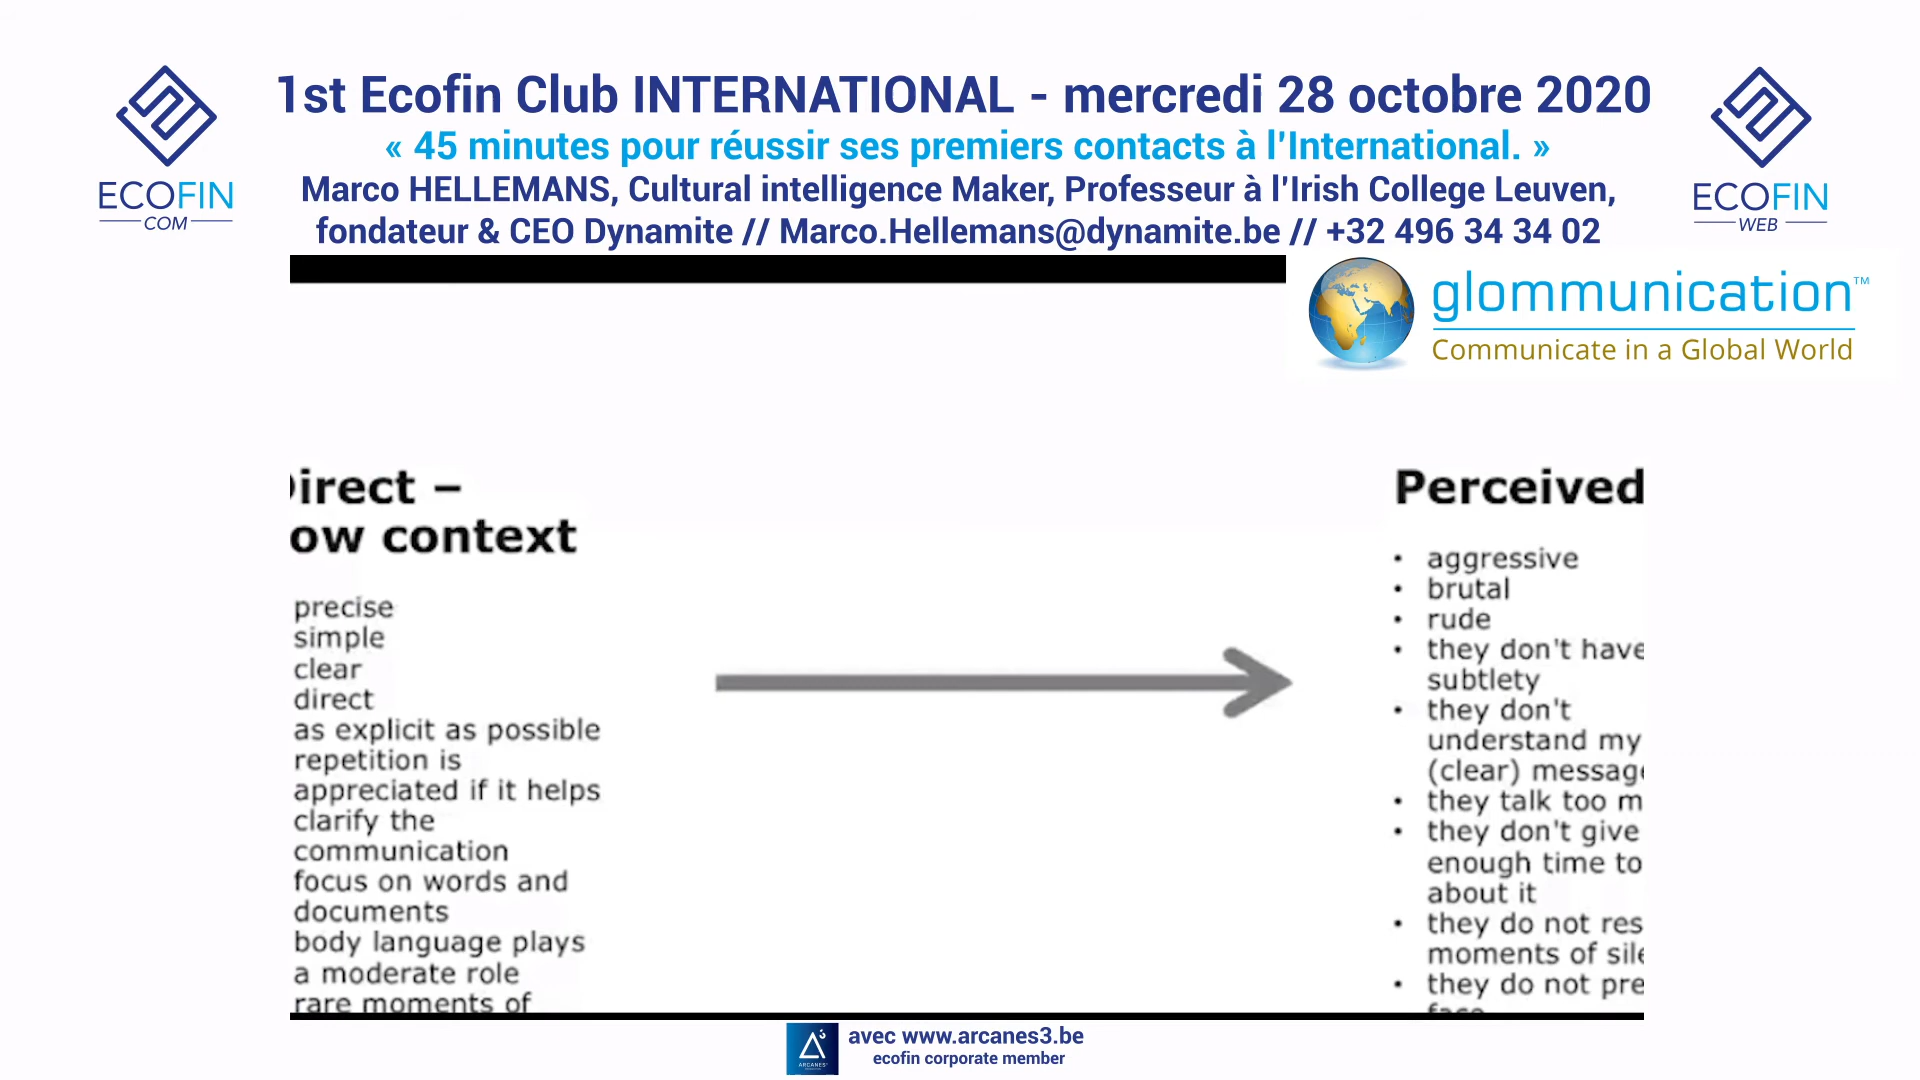 1st Ecofin Club INTERNATIONAL - mercredi 28 octobre 2020
« 45 minutes pour réussir ses premiers contacts à l'International. »
Marco HELLEMANS, Cultural intelligence Maker, Professeur à l'Irish College Leuven,
fondateur & CEO Dynamite // Marco.Hellemans@dynamite.be // +32 496 34 34 02
ECOFIN
COM
ECOFIN
WEB
glommunication™
Communicate in a Global World
irect –
ow context
precise
simple
clear
direct
as explicit as possible
repetition is
appreciated if it helps
clarify the
communication
focus on words and
documents
body language plays
a moderate role
rare moments of
Perceived
• aggressive
• brutal
• rude
• they don't have
subtlety
• they don't
understand my
(clear) messag
• they talk too m
• they don't give
enough time to
about it
• they do not res
moments of sil
• they do not pre
avec www.arcanes3.be
ecofin corporate member
ARCANES